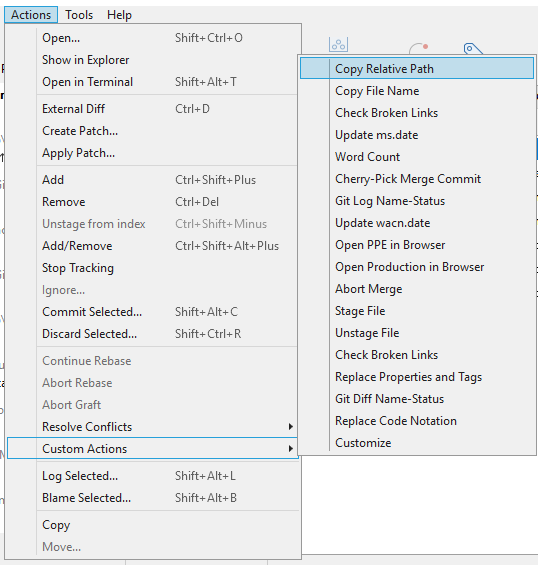 Actions Tools Help
Open... Shift+Ctrl+O
Show in Explorer
Open in Terminal Shift+Alt+T
External Diff Ctrl+D
Create Patch...
Apply Patch...
Add Ctrl+Shift+Plus
Remove Ctrl+Del
Unstage from index Ctrl+Shift+Minus
Add/Remove Ctrl+Shift+Alt+Plus
Stop Tracking
Ignore...
Commit Selected... Shift+Alt+C
Discard Selected... Shift+Ctrl+R
Continue Rebase
Abort Rebase
Abort Graft
Resolve Conflicts
Custom Actions
Log Selected... Shift+Alt+L
Blame Selected... Shift+Alt+B
Copy
Move...
Copy Relative Path
Copy File Name
Check Broken Links
Update ms.date
Word Count
Cherry-Pick Merge Commit
Git Log Name-Status
Update wacn.date
Open PPE in Browser
Open Production in Browser
Abort Merge
Stage File
Unstage File
Check Broken Links
Replace Properties and Tags
Git Diff Name-Status
Replace Code Notation
Customize